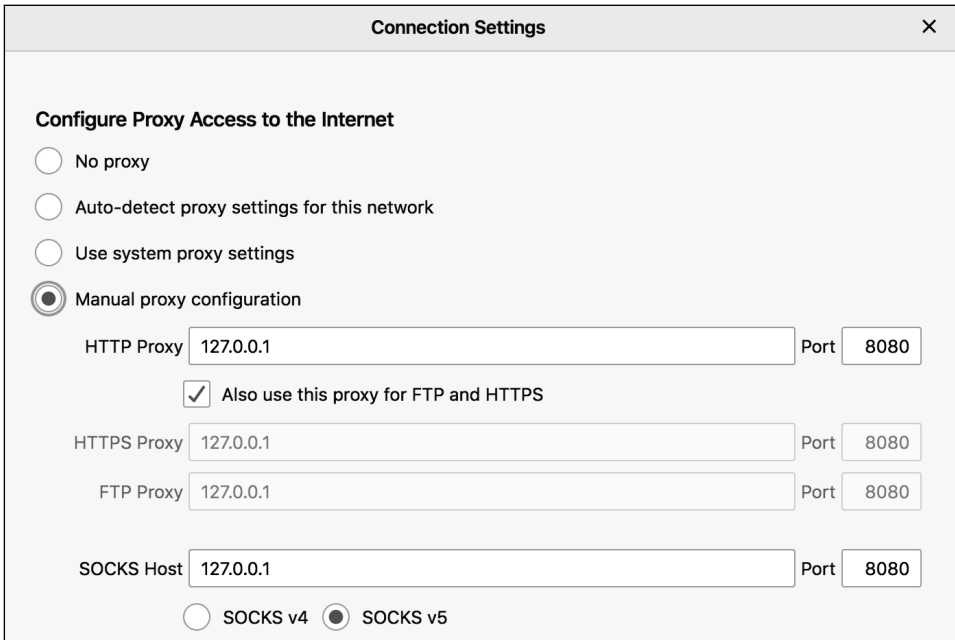 Connection Settings
Configure Proxy Access to the Internet
No proxy
Auto-detect proxy settings for this network
Use system proxy settings
Manual proxy configuration
HTTP Proxy 127.0.0.1 Port 8080
Also use this proxy for FTP and HTTPS
HTTPS Proxy 127.0.0.1 Port 8080
FTP Proxy 127.0.0.1 Port 8080
SOCKS Host 127.0.0.1 Port 8080
SOCKS v4 SOCKS v5